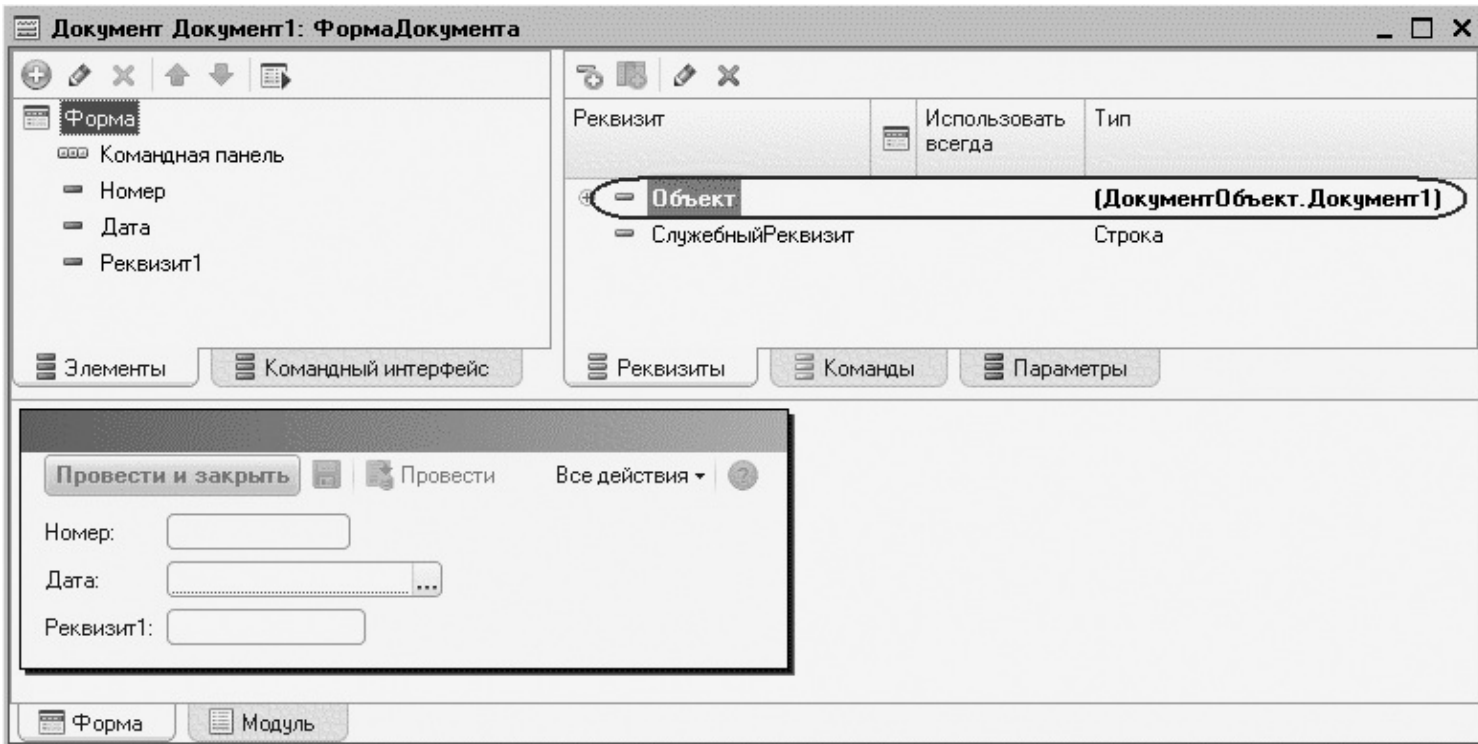 Документ Документ1: ФормаДокумента
Форма
Командная панель
Номер
Дата
Реквизит1
Элементы
Командный интерфейс
Реквизит
Использовать всегда
Тип
Объект
(ДокументОбъект.Документ1)
СлужебныйРеквизит
Строка
Реквизиты
Команды
Параметры
Провести и закрыть
Провести
Все действия
Номер:
Дата:
...
Реквизит1:
Форма
Модуль